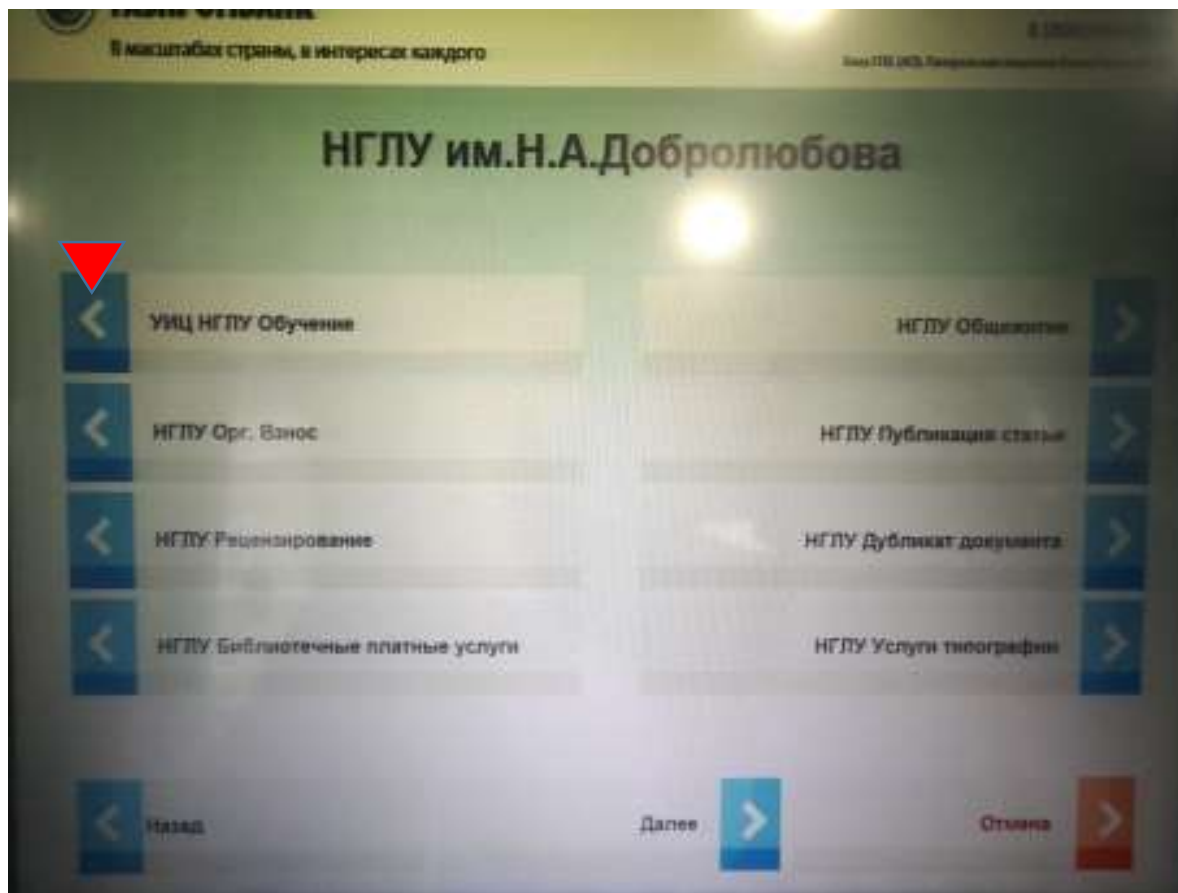 В масштабах страны, в интересах каждого
НГЛУ им.Н.А.Добролюбова
УИЦ НГЛУ Обучение
НГЛУ Общежитие
НГЛУ Орг. Взнос
НГЛУ Публикация статьи
НГЛУ Рецензирование
НГЛУ Дубликат документа
НГЛУ Библиотечные платные услуги
НГЛУ Услуги типографии
Назад
Далее
Отмена